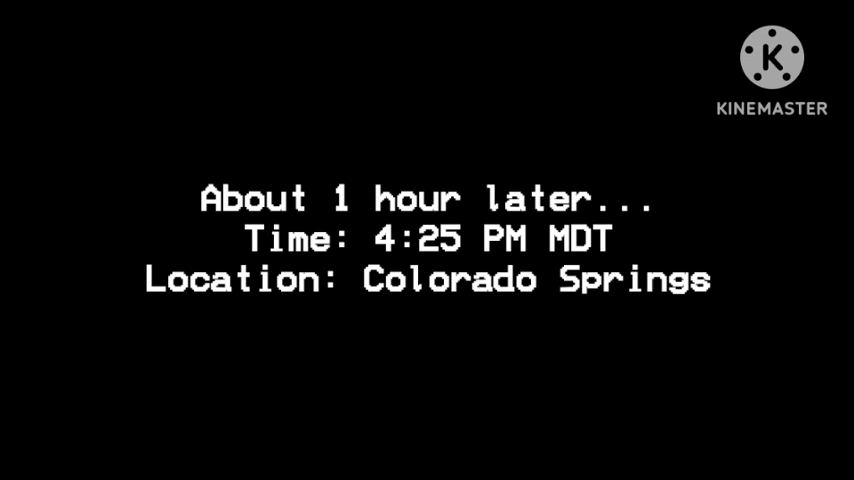 K
KINEMASTER
About 1 hour later...
Time: 4:25 PM MDT
Location: Colorado Springs